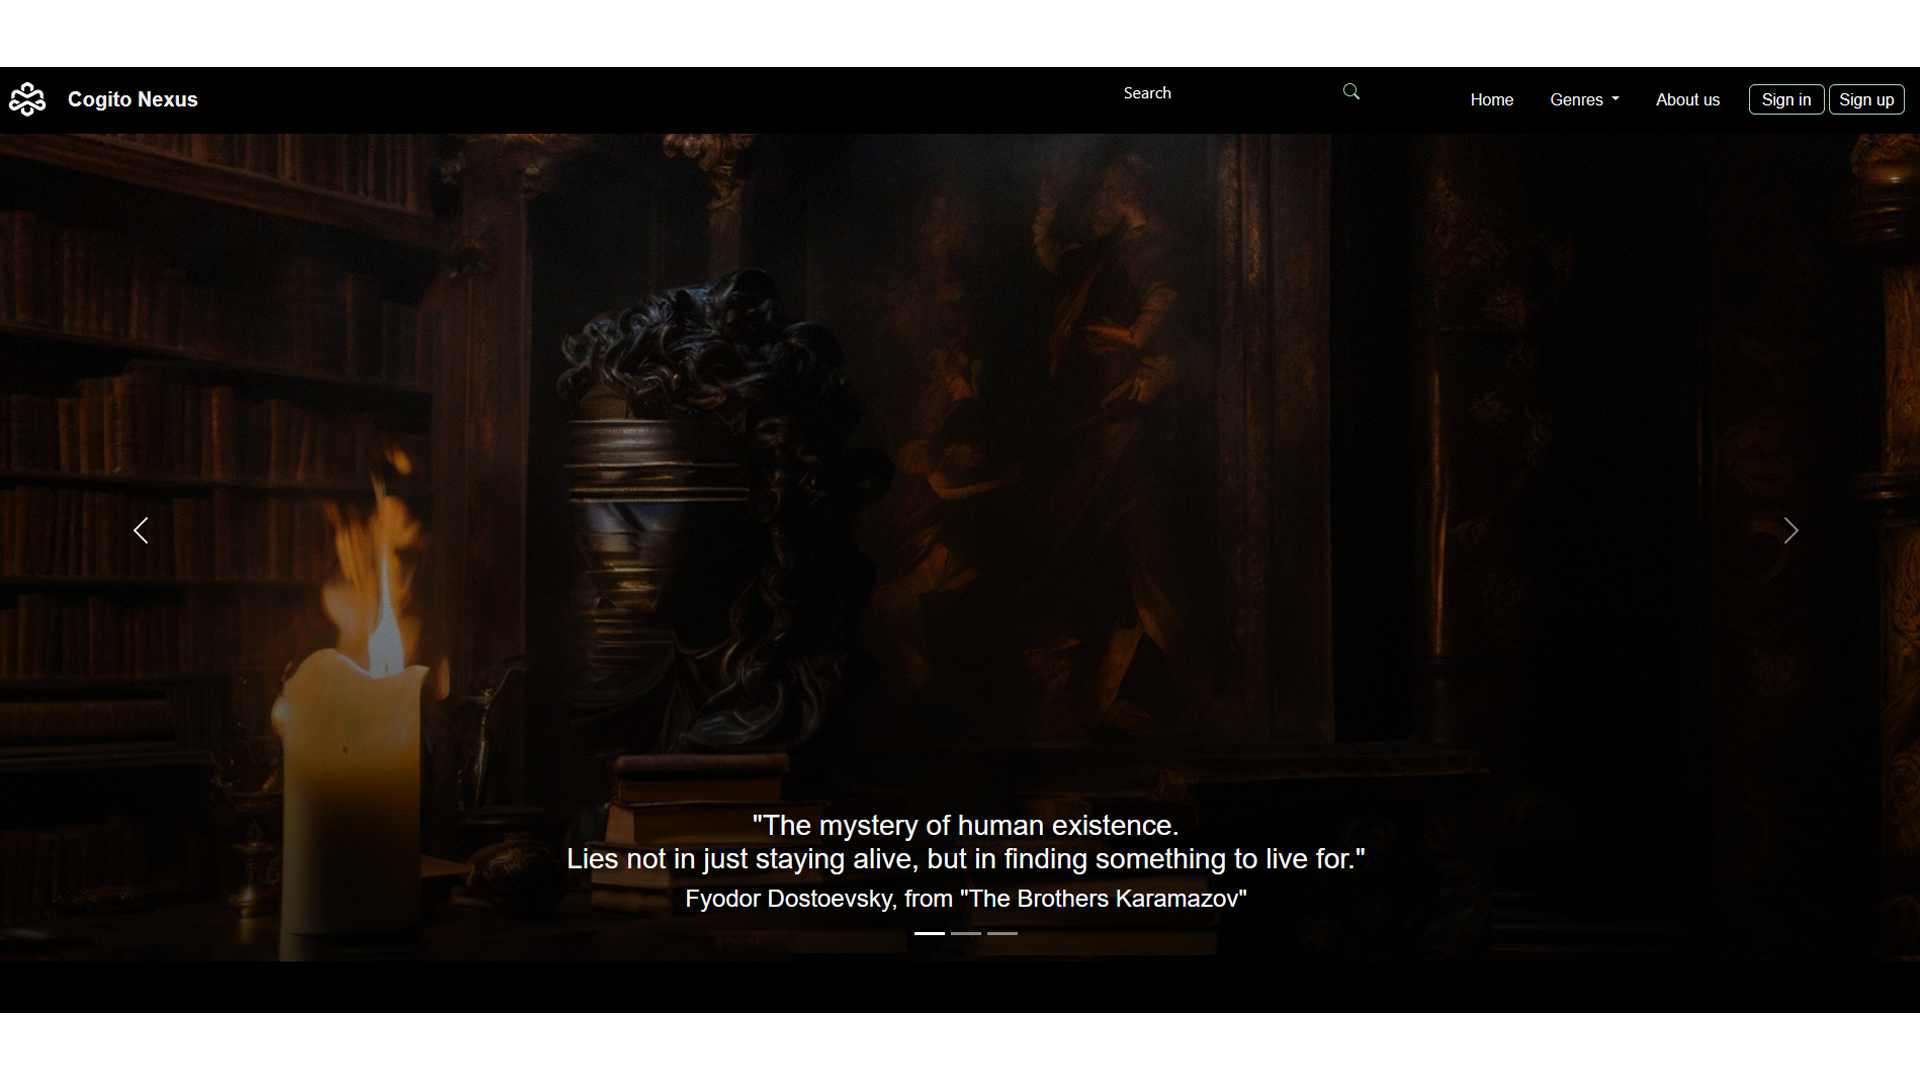 Cogito Nexus
Search
Home
Genres
About us
Sign in
Sign up
"The mystery of human existence.
Lies not in just staying alive, but in finding something to live for."
Fyodor Dostoevsky, from "The Brothers Karamazov"